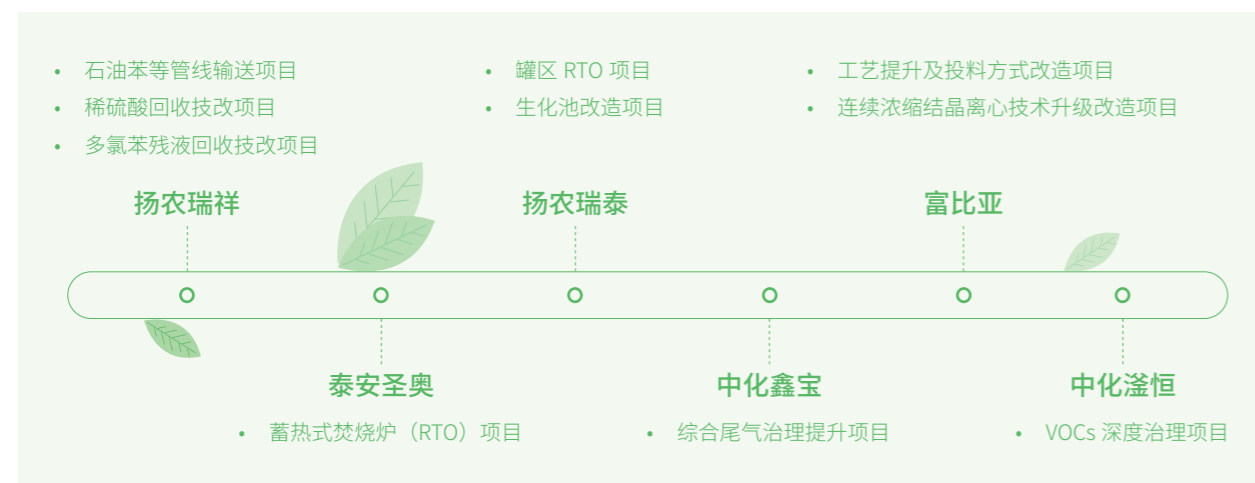 • 石油苯等管线输送项目
• 稀硫酸回收技改项目
• 多氯苯残液回收技改项目
扬农瑞祥
• 罐区 RTO 项目
• 生化池改造项目
扬农瑞泰
• 工艺提升及投料方式改造项目
• 连续浓缩结晶离心技术升级改造项目
富比亚
泰安圣奥
• 蓄热式焚烧炉（RTO）项目
中化鑫宝
• 综合尾气治理提升项目
中化滏恒
• VOCs 深度治理项目